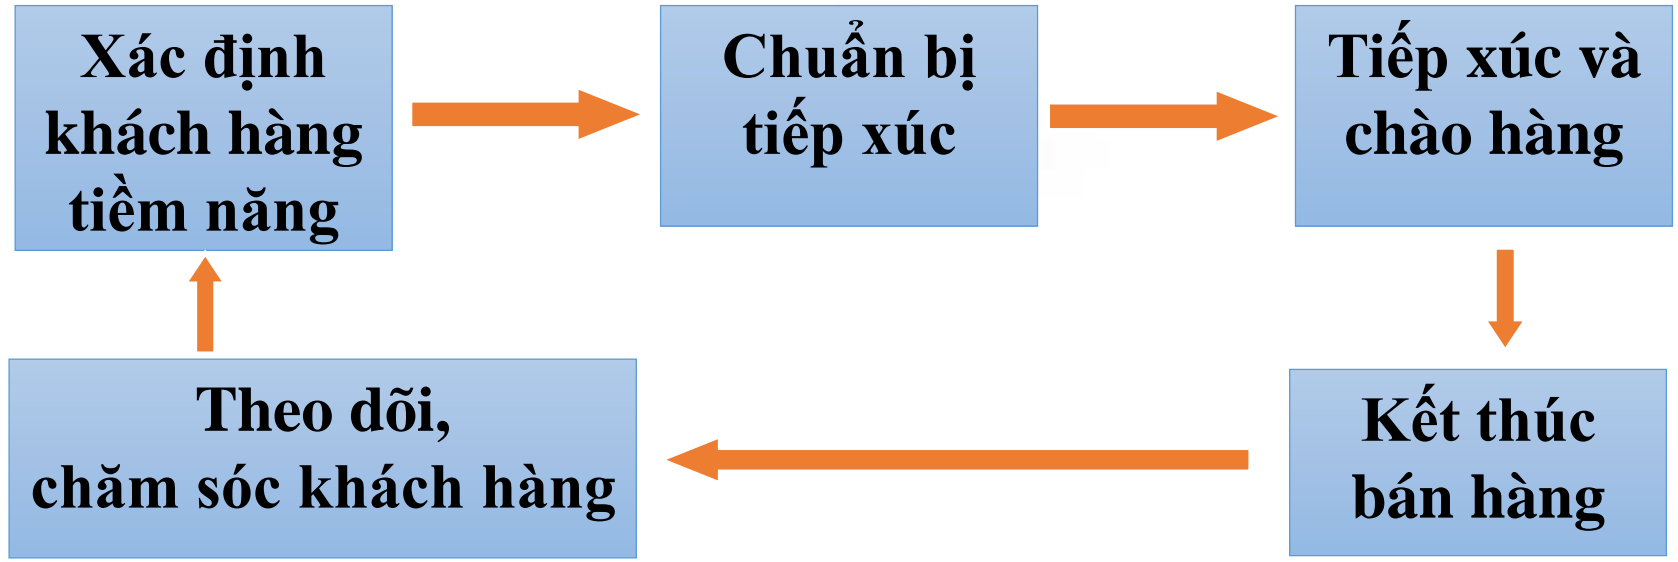 Xác định
khách hàng
tiềm năng
Chuẩn bị
tiếp xúc
Tiếp xúc và
chào hàng
Kết thúc
bán hàng
Theo dõi,
chăm sóc khách hàng